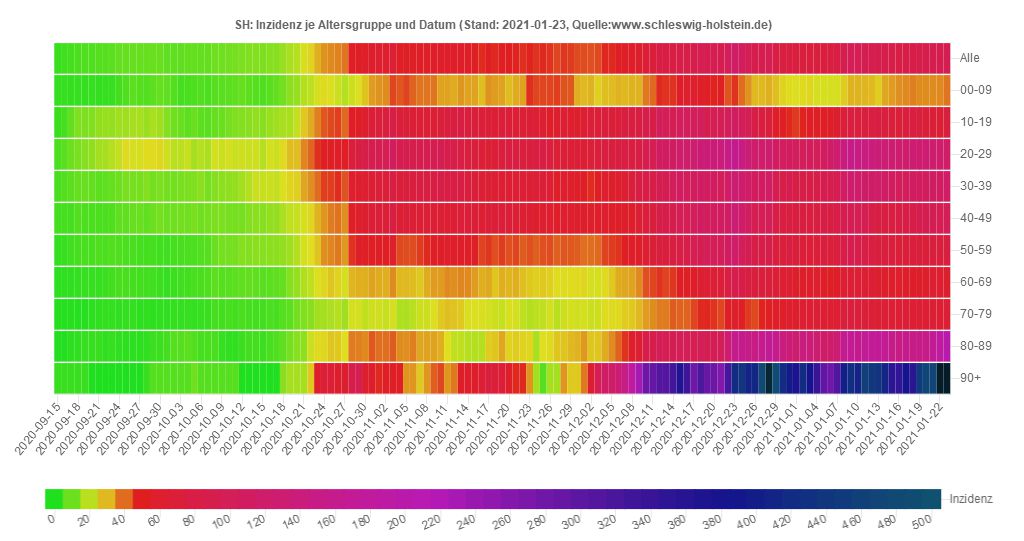 SH: Inzidenz je Altersgruppe und Datum (Stand: 2021-01-23, Quelle:www.schleswig-holstein.de)
Alle
00-09
10-19
20-29
30-39
40-49
50-59
60-69
70-79
80-89
90+
2020-09-15 2020-09-18 2020-09-21 2020-09-24 2020-09-27 2020-09-30 2020-10-03 2020-10-06 2020-10-09 2020-10-12 2020-10-15 2020-10-18 2020-10-21 2020-10-24 2020-10-27 2020-10-30 2020-11-02 2020-11-05 2020-11-08 2020-11-11 2020-11-14 2020-11-17 2020-11-20 2020-11-23 2020-11-26 2020-11-29 2020-12-02 2020-12-05 2020-12-08 2020-12-11 2020-12-14 2020-12-17 2020-12-20 2020-12-23 2020-12-26 2020-12-29 2021-01-01 2021-01-04 2021-01-07 2021-01-10 2021-01-13 2021-01-16 2021-01-19 2021-01-22
Inzidenz
0 20 40 60 80 100 120 140 160 180 200 220 240 260 280 300 320 340 360 380 400 420 440 460 480 500